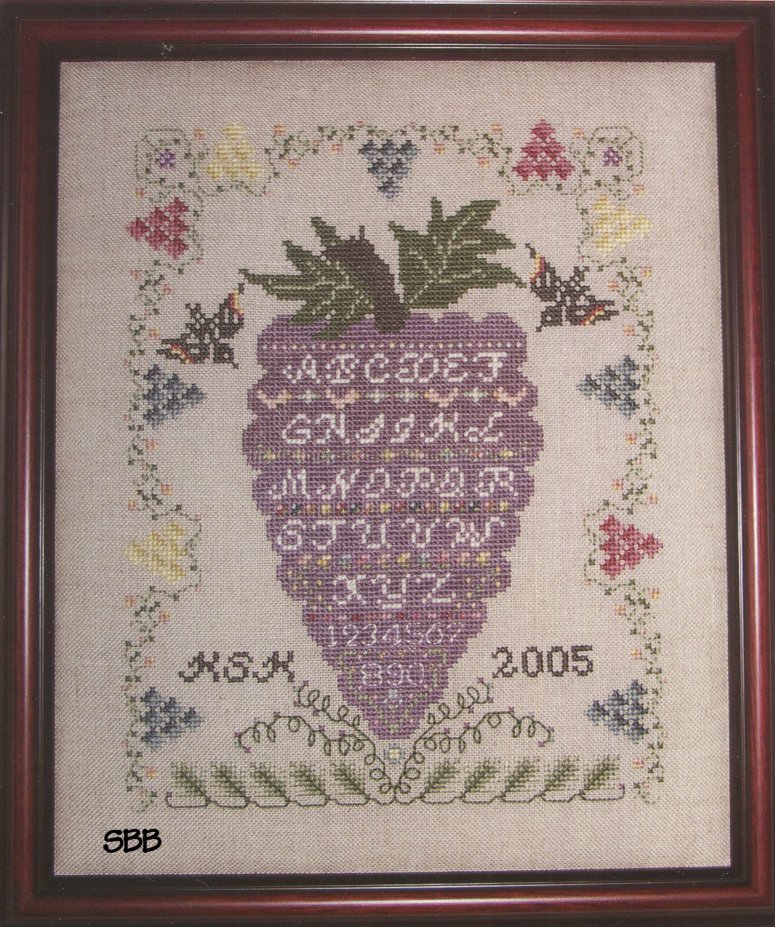 ABCDEF
GHIJKL
MNOPQR
STUVW
XYZ
1234567
890
KSK 2005
SBB